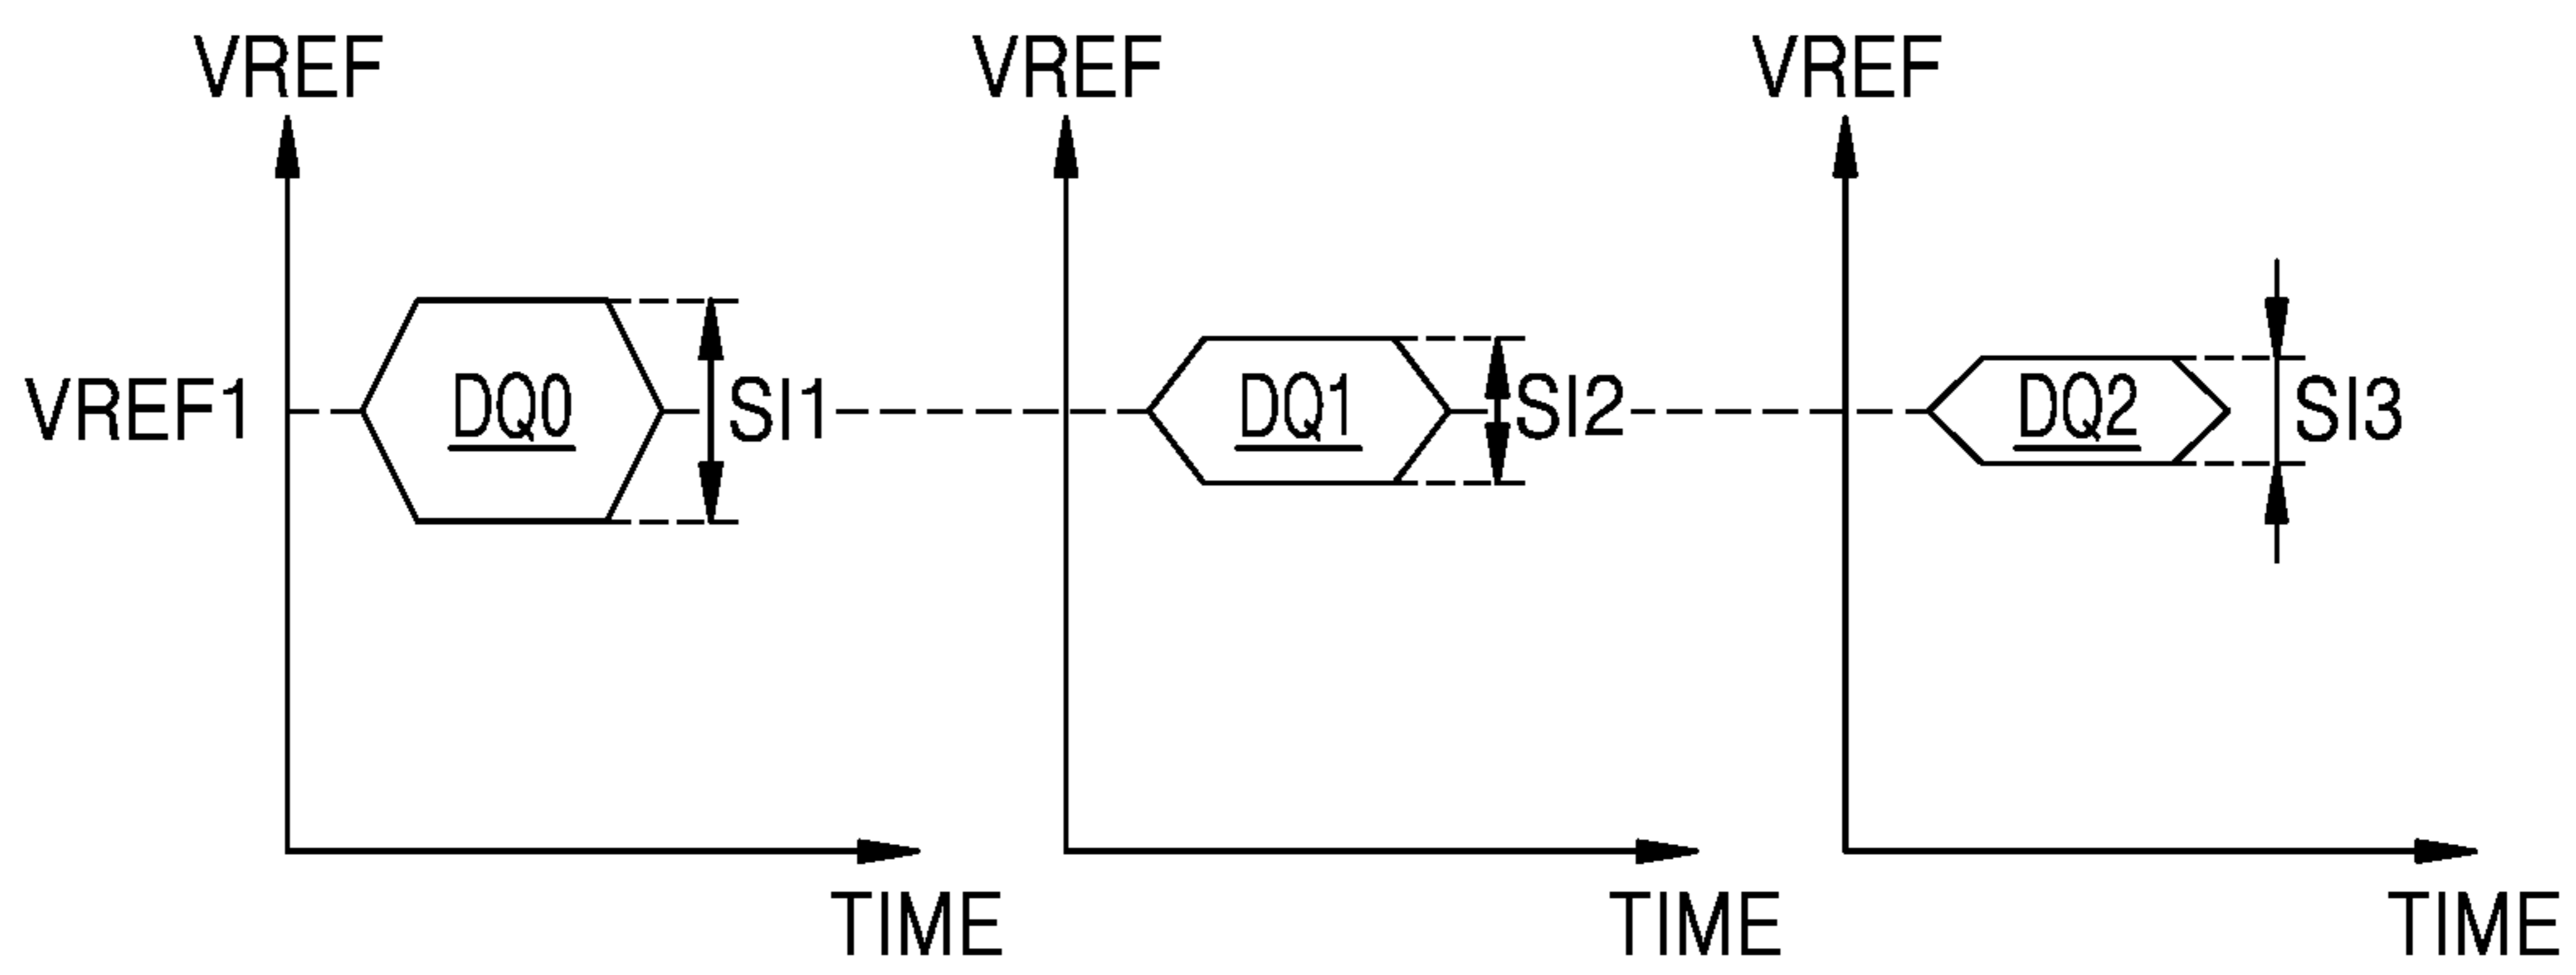 VREF VREF VREF
VREF1 DQ0 SI1 DQ1 SI2 DQ2 SI3
TIME TIME TIME